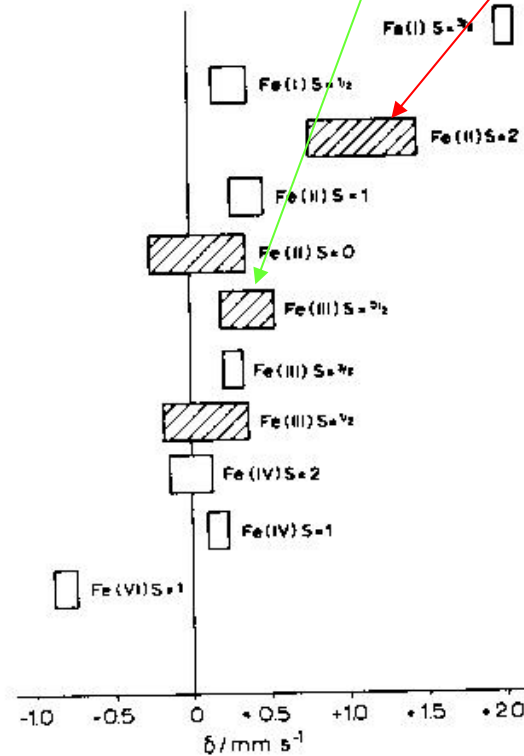 Fe(I) S=3/2
Fe(I) S=1/2
Fe(II) S=2
Fe(II) S=1
Fe(II) S=0
Fe(III) S=5/2
Fe(III) S=3/2
Fe(III) S=1/2
Fe(IV) S=2
Fe(IV) S=1
Fe(VI) S=1
-1.0 -0.5 0 +0.5 +1.0 +1.5 +2.0
δ/mm s⁻¹